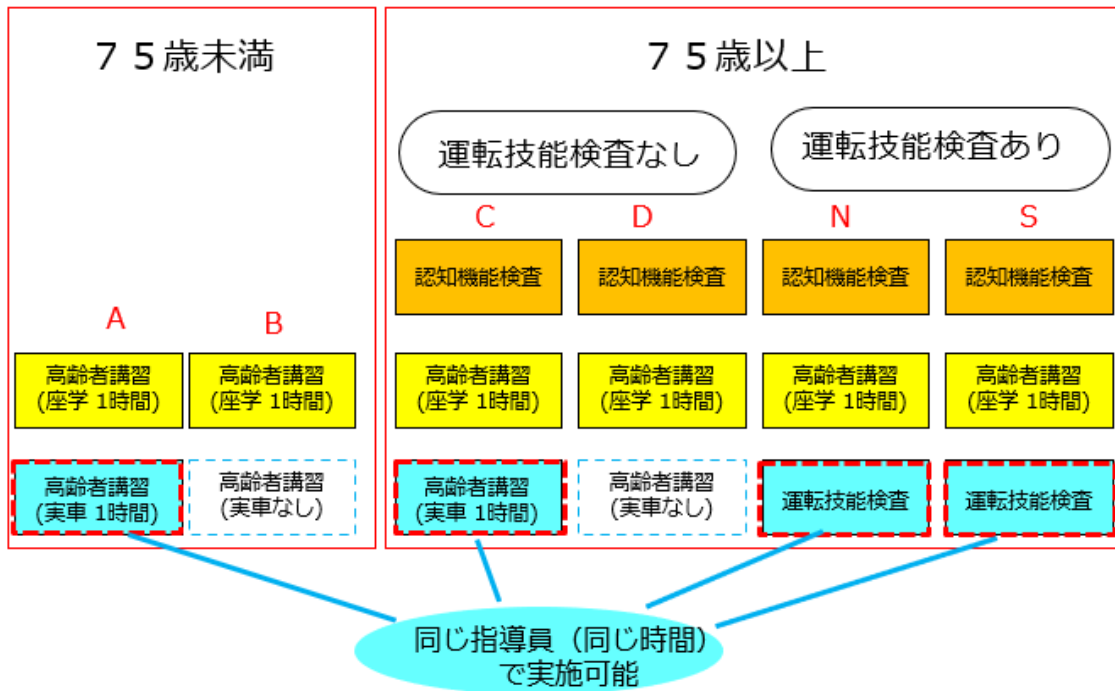 ７５歳未満
A
B
高齢者講習
(座学 1時間)
高齢者講習
(座学 1時間)
高齢者講習
(実車 1時間)
高齢者講習
(実車なし)
７５歳以上
運転技能検査なし
運転技能検査あり
C
D
N
S
認知機能検査
認知機能検査
認知機能検査
認知機能検査
高齢者講習
(座学 1時間)
高齢者講習
(座学 1時間)
高齢者講習
(座学 1時間)
高齢者講習
(座学 1時間)
高齢者講習
(実車 1時間)
高齢者講習
(実車なし)
運転技能検査
運転技能検査
同じ指導員（同じ時間）
で実施可能